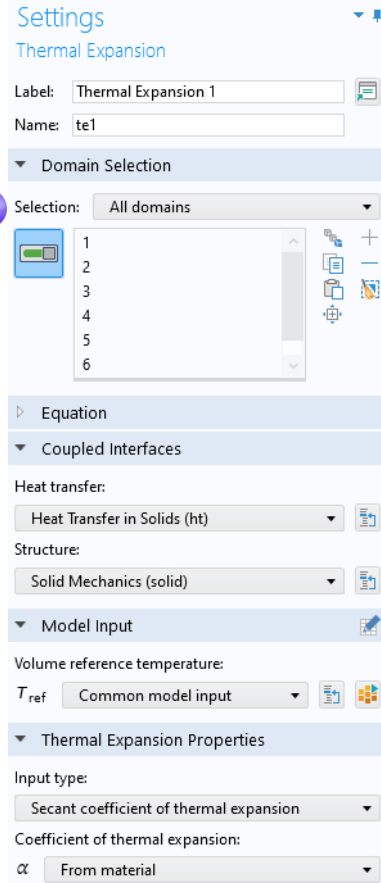 Settings
Thermal Expansion
Label: Thermal Expansion 1
Name: te1
Domain Selection
Selection: All domains
1
2
3
4
5
6
Equation
Coupled Interfaces
Heat transfer:
Heat Transfer in Solids (ht)
Structure:
Solid Mechanics (solid)
Model Input
Volume reference temperature:
T ref Common model input
Thermal Expansion Properties
Input type:
Secant coefficient of thermal expansion
Coefficient of thermal expansion:
α From material